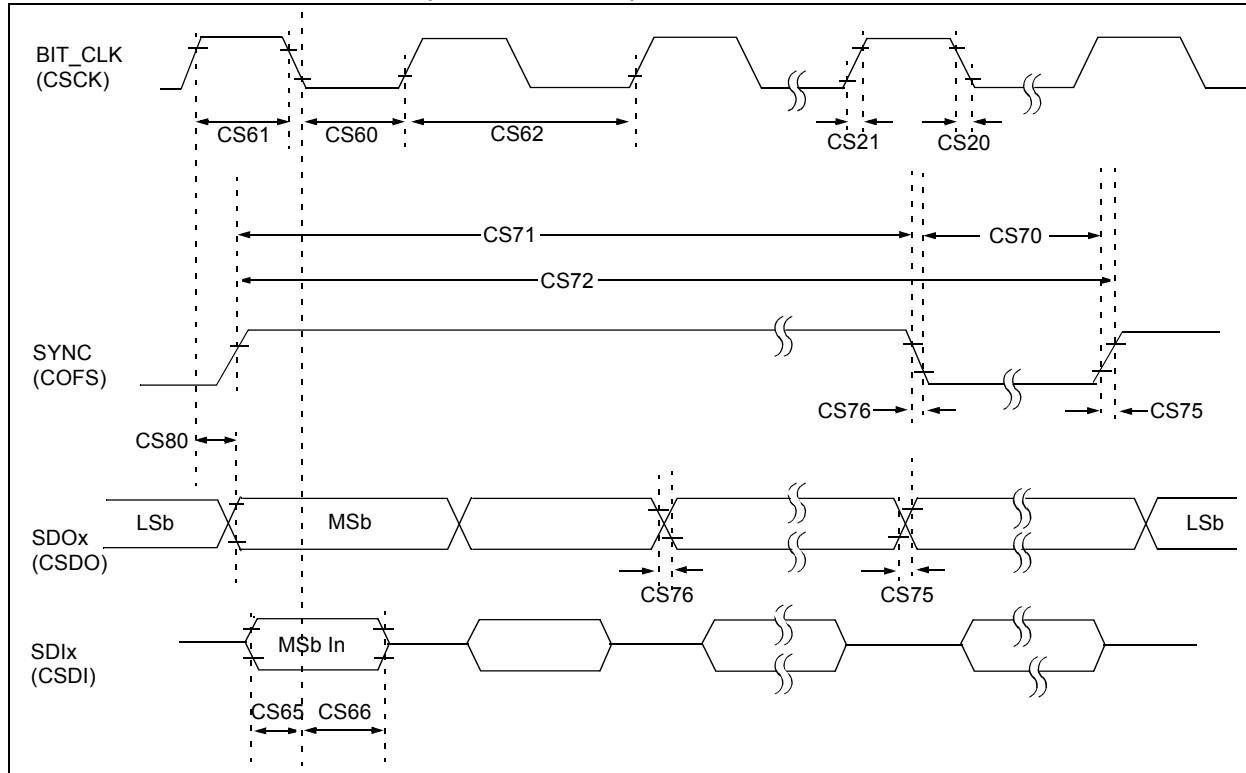 BIT_CLK
(CSCK)
CS61
CS60
CS62
CS21
CS20
CS71
CS70
CS72
SYNC
(COFS)
CS76
CS75
CS80
LSb
MSb
LSb
SDOx
(CSDO)
CS76
CS75
MSb In
SDIx
(CSDI)
CS65
CS66